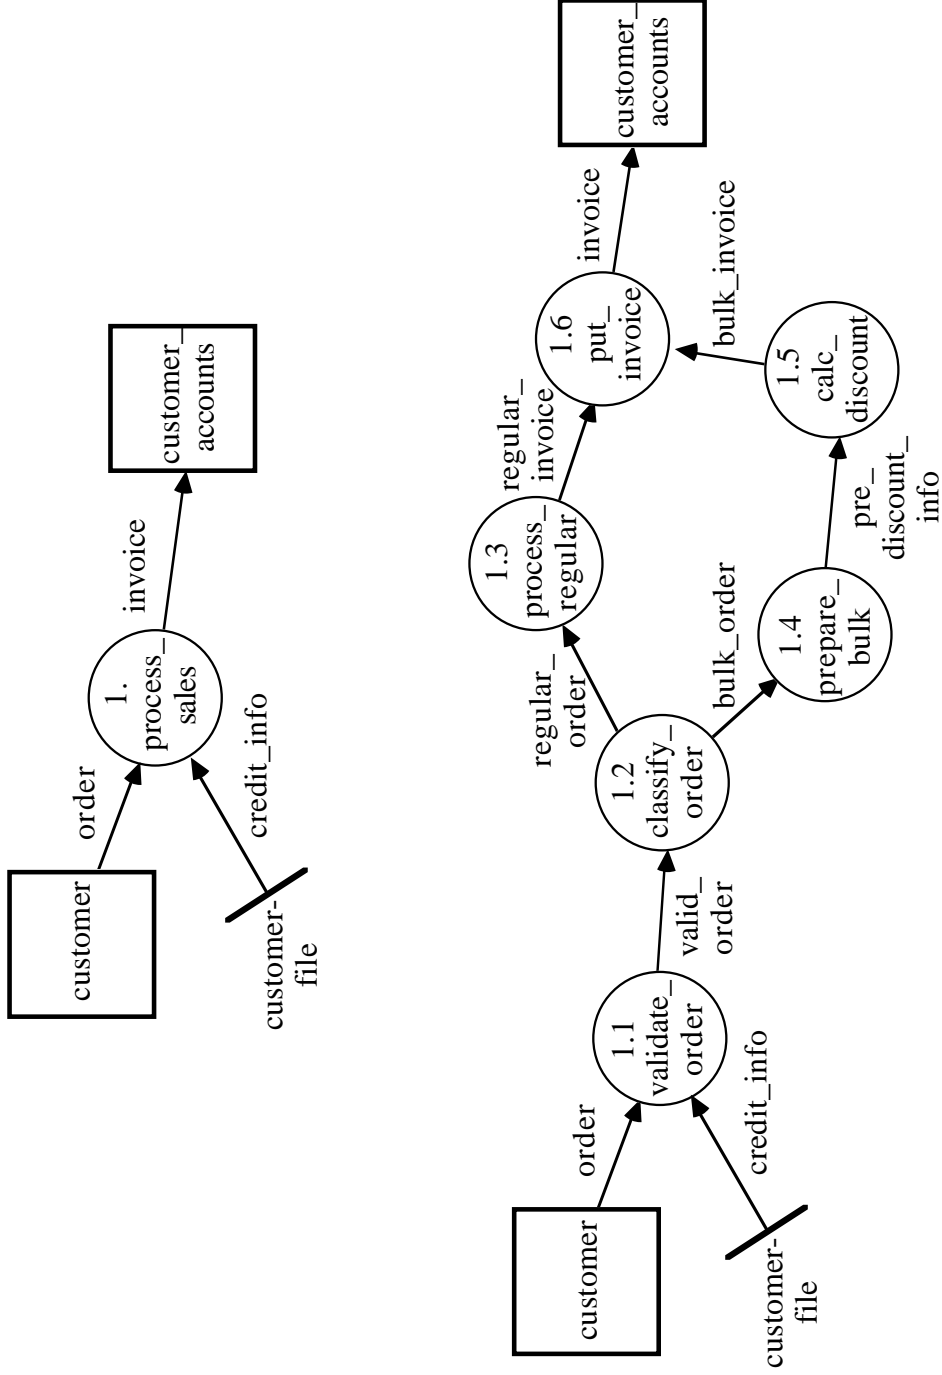 customer
order
customer-
file
credit_info
1.
process_
sales
invoice
customer_
accounts
customer
order
customer-
file
credit_info
1.1
validate_
order
valid_
order
1.2
classify_
order
regular_
order
bulk_order
1.3
process_
regular
1.4
prepare_
bulk
regular_
invoice
pre_
discount_
info
1.5
calc_
discount
bulk_invoice
1.6
put_
invoice
invoice
customer_
accounts